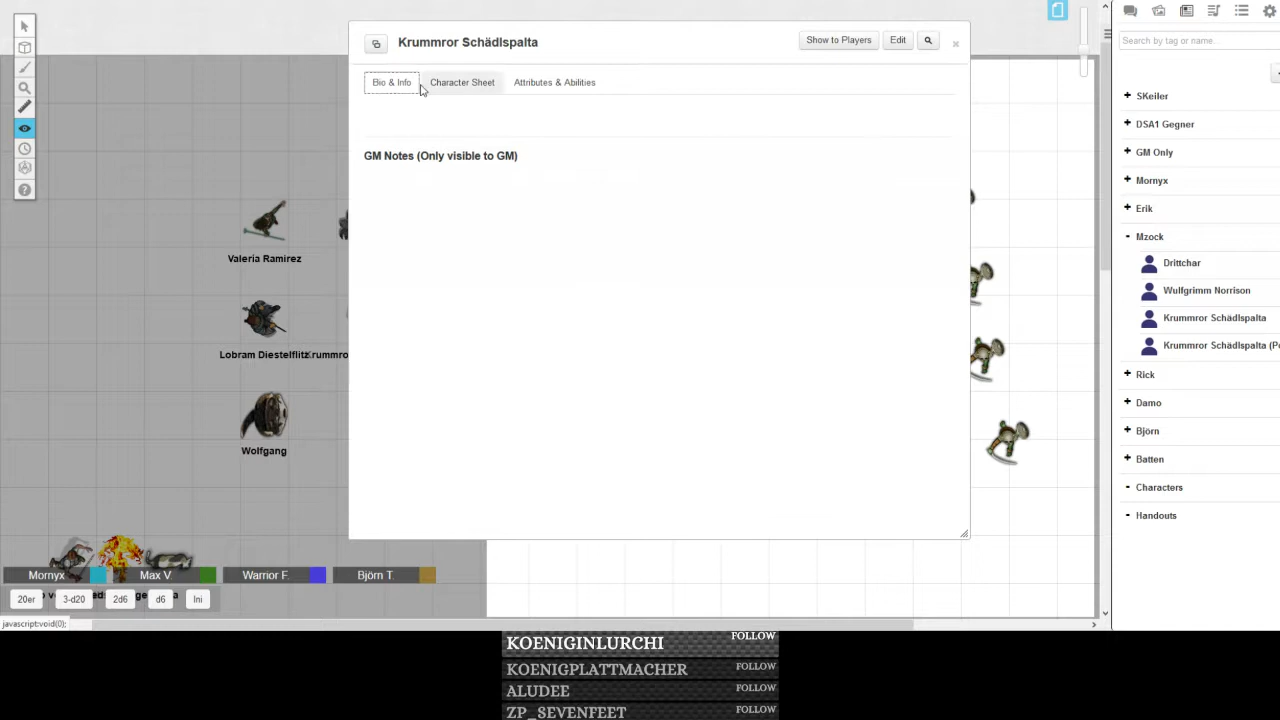 Krummror Schädlspalta
Show to Players
Edit
Search by tag or name...
Bio & Info
Character Sheet
Attributes & Abilities
GM Notes (Only visible to GM)
SKeiler
DSA1 Gegner
GM Only
Mornyx
Erik
Mzock
Drittchar
Wulfgrimm Norrison
Krummror Schädlspalta
Krummror Schädlspalta (P
Rick
Damo
Björn
Batten
Characters
Handouts
Valeria Ramirez
Lobram Diestelflitz
Krummro
Wolfgang
Mornyx
Max V.
Warrior F.
Björn T.
20er
3-d20
2d6
d6
Ini
javascript:void(0);
KOENIGINLURCHI FOLLOW
KOENIGPLATTMACHER FOLLOW
ALUDEE FOLLOW
ZP_SEVENFEET FOLLOW